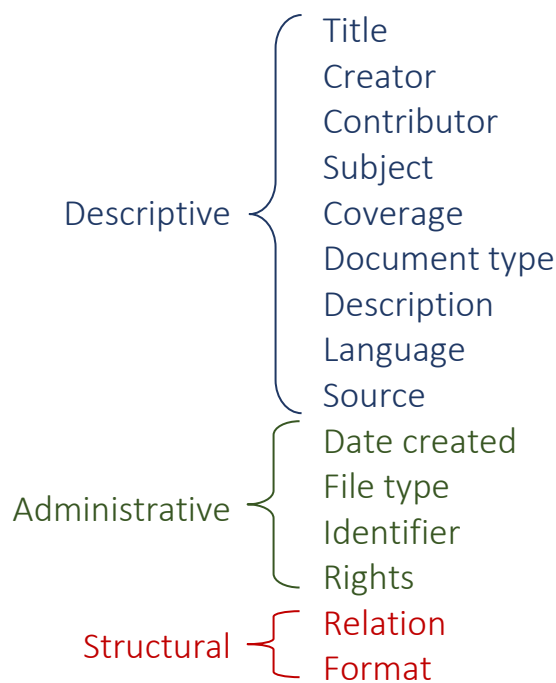 Title
Creator
Contributor
Subject
Descriptive
Coverage
Document type
Description
Language
Source
Date created
File type
Administrative
Identifier
Rights
Relation
Structural
Format